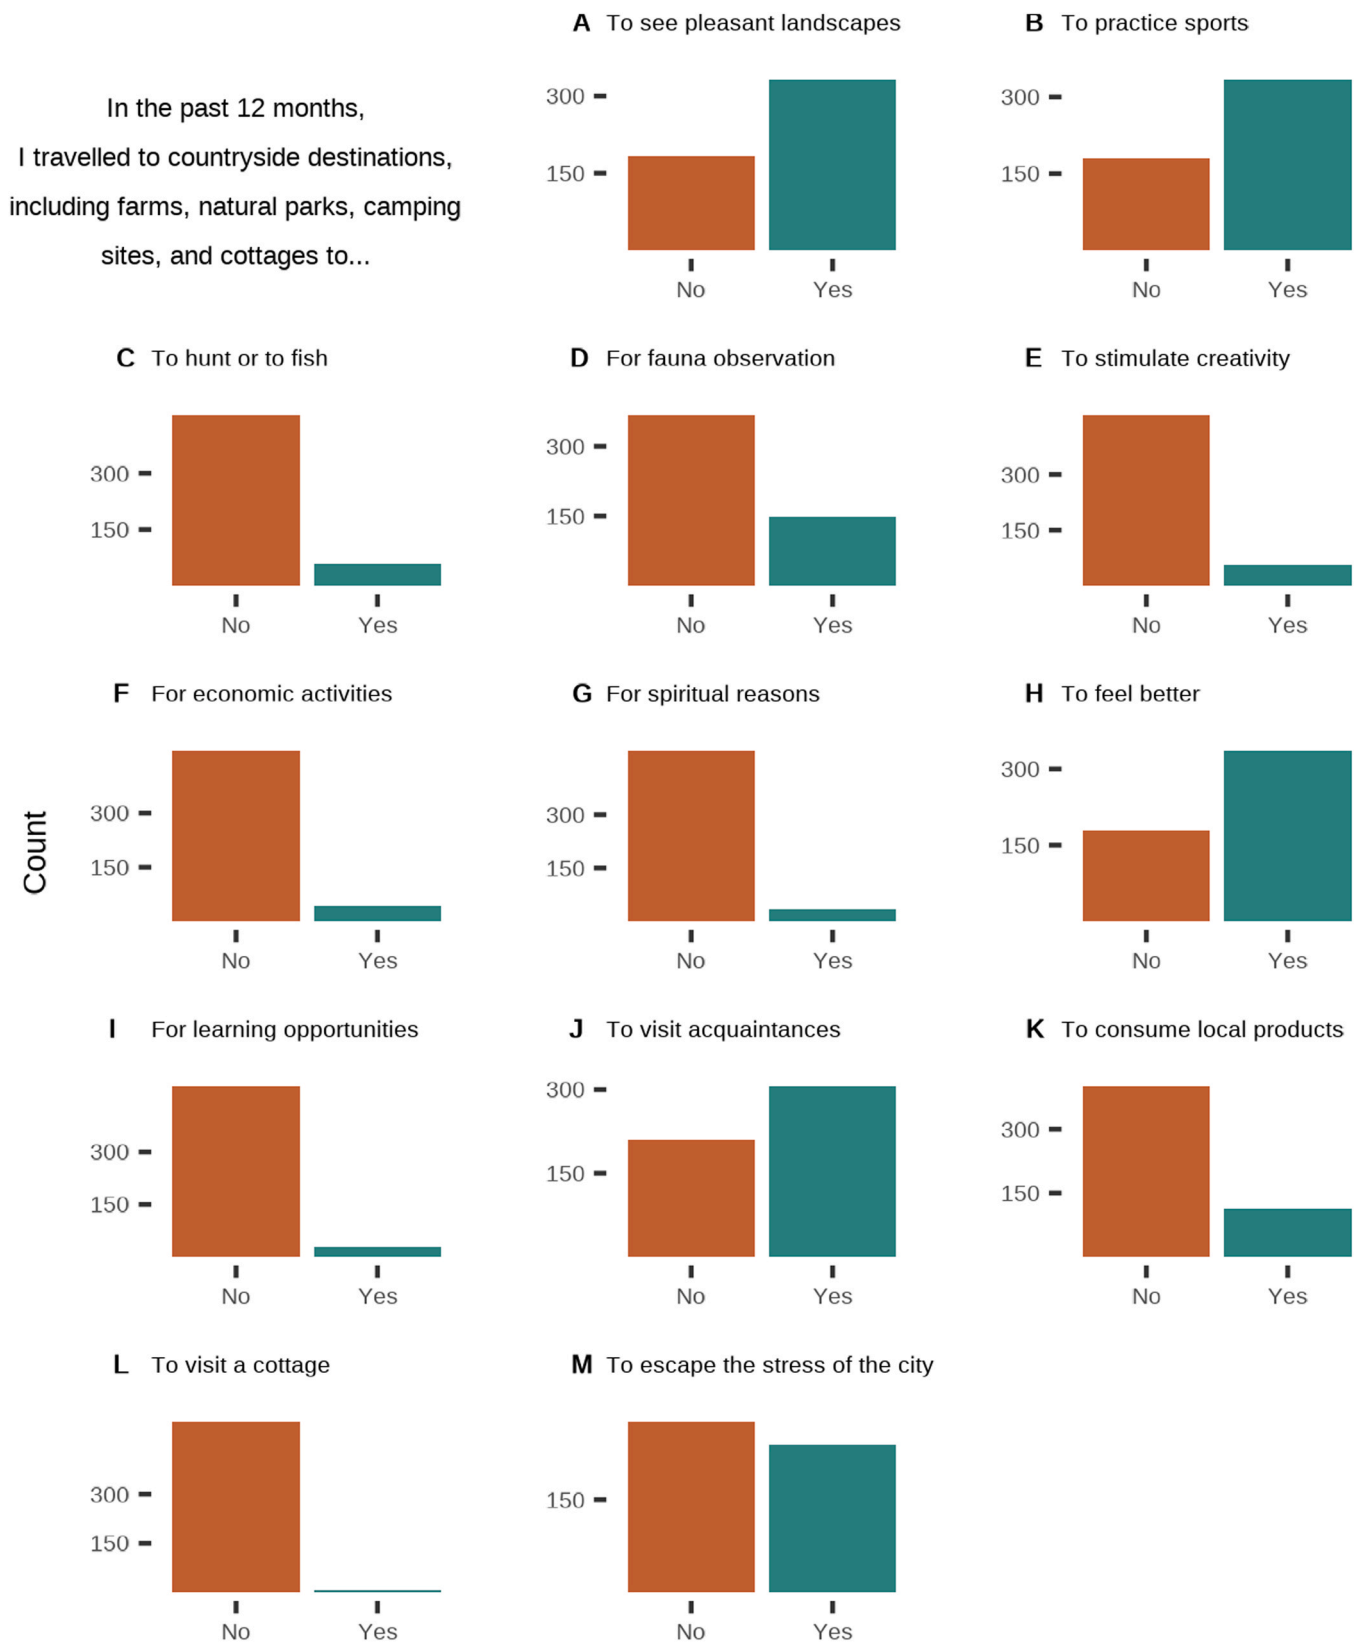 A To see pleasant landscapes
B To practice sports
In the past 12 months,
I travelled to countryside destinations,
including farms, natural parks, camping
sites, and cottages to...
300
150
No Yes
300
150
No Yes
C To hunt or to fish
D For fauna observation
E To stimulate creativity
300
150
No Yes
300
150
No Yes
300
150
No Yes
F For economic activities
G For spiritual reasons
H To feel better
Count
300
150
No Yes
300
150
No Yes
300
150
No Yes
I For learning opportunities
J To visit acquaintances
K To consume local products
300
150
No Yes
300
150
No Yes
300
150
No Yes
L To visit a cottage
M To escape the stress of the city
300
150
No Yes
150
No Yes